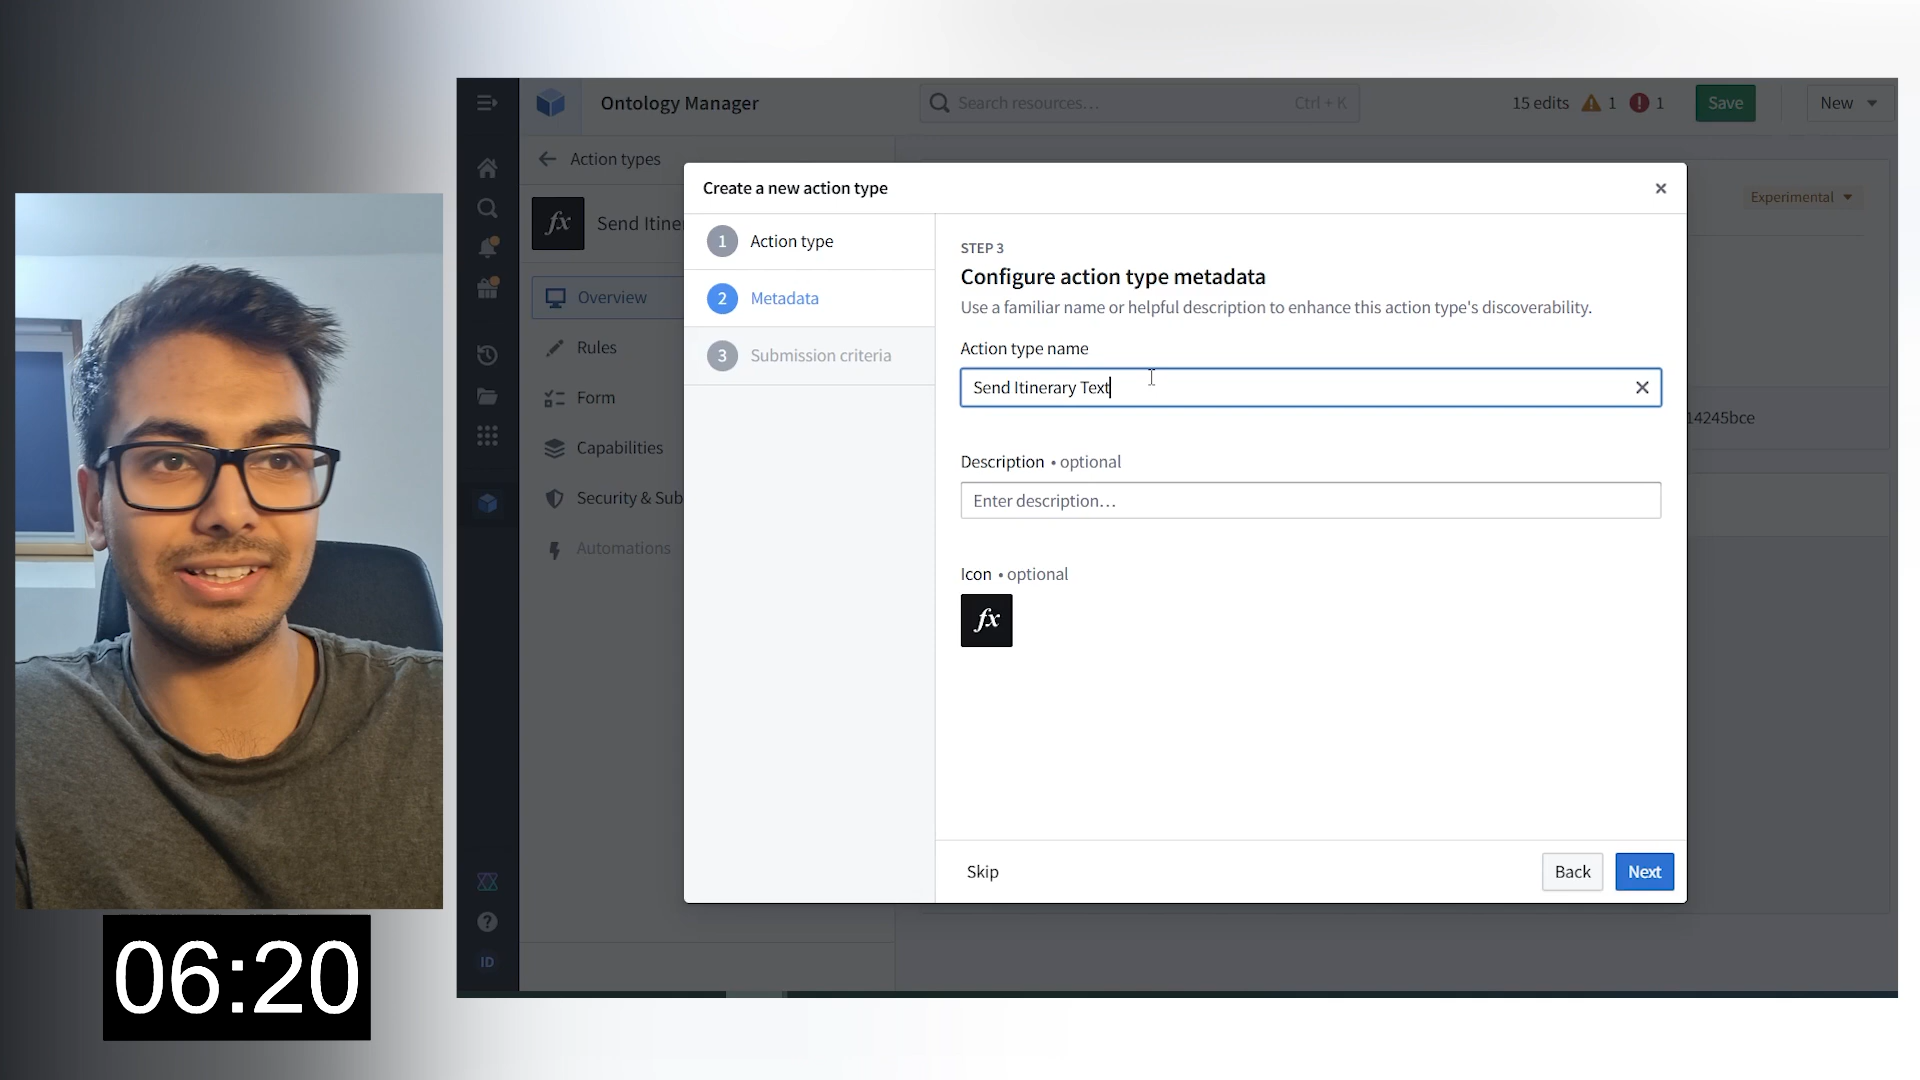 Ontology Manager
Search resources...
Ctrl + K
15 edits
1
1
Save
New
Action types
fx
Send Itine
Experimental
Overview
Rules
Form
Capabilities
Security & Sub
Automations
14245bce
ID
Create a new action type
1 Action type
2 Metadata
3 Submission criteria
STEP 3
Configure action type metadata
Use a familiar name or helpful description to enhance this action type's discoverability.
Action type name
Send Itinerary Text
Description • optional
Enter description...
Icon • optional
fx
Skip
Back
Next
06:20